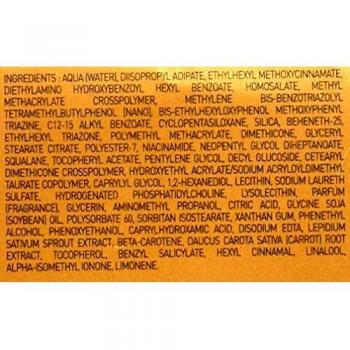 INGREDIENTS : AQUA (WATER), DIISOPROPYL ADIPATE, ETHYLHEXYL METHOXYCINNAMATE,
DIETHYLAMINO HYDROXYBENZOYL HEXYL BENZOATE, HOMOSALATE, METHYL
METHACRYLATE CROSSPOLYMER, METHYLENE BIS-BENZOTRIAZOLYL
TETRAMETHYLBUTYLPHENOL [NANO], BIS-ETHYLHEXYLOXYPHENOL METHOXYPHENYL
TRIAZINE, C12-15 ALKYL BENZOATE, CYCLOPENTASILOXANE, SILICA, BEHENETH-25,
ETHYLHEXYL TRIAZONE, POLYMETHYL METHACRYLATE, DIMETHICONE, GLYCERYL
STEARATE CITRATE, POLYESTER-7, NIACINAMIDE, NEOPENTYL GLYCOL DIHEPTANOATE,
SQUALANE, TOCOPHERYL ACETATE, PENTYLENE GLYCOL, DECYL GLUCOSIDE, CETEARYL
DIMETHICONE CROSSPOLYMER, HYDROXYETHYL ACRYLATE/SODIUM ACRYLOYLDIMETHYL
TAURATE COPOLYMER, CAPRYLYL GLYCOL, 1,2-HEXANEDIOL, LECITHIN, SODIUM LAURETH
SULFATE, HYDROGENATED PHOSPHATIDYLCHOLINE, LYSOLECITHIN, PARFUM
(FRAGRANCE), GLYCERIN, AMINOMETHYL PROPANOL, CITRIC ACID, GLYCINE SOJA
(SOYBEAN) OIL, POLYSORBATE 60, SORBITAN ISOSTEARATE, XANTHAN GUM, PHENETHYL
ALCOHOL, PHENOXYETHANOL, CAPRYLHYDROXAMIC ACID, DISODIUM EDTA, LEPIDIUM
SATIVUM SPROUT EXTRACT, BETA-CAROTENE, DAUCUS CAROTA SATIVA (CARROT) ROOT
EXTRACT, TOCOPHEROL, BENZYL SALICYLATE, HEXYL CINNAMAL, LINALOOL,
ALPHA-ISOMETHYL IONONE, LIMONENE.